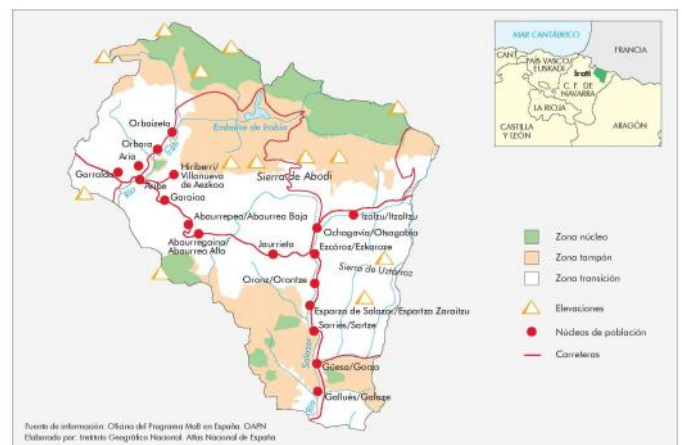 MAR CANTÁBRICO
FRANCIA
CANT.
PAÍS VASCO
EUSKADI
Irati
C. F. DE
NAVARRA
LA RIOJA
CASTILLA
Y LEÓN
ARAGÓN
Orbaizeta
Orbara
Irati
Embalse de Irabia
Aria
Garralda
Aribe
Río
Hiriberri/
Villanueva
de Aezkoa
Garaioa
Sierra de Abodi
Abaurrepea/Abaurrea Baja
Abaurregaina/
Abaurrea Alta
Jaurrieta
Izalzu/Itzaltzu
Ochagavía/Otsagabia
Ezcároz/Ezkaroze
Sierra de Uztárroz
Oronz/Orontze
Esparza de Salazar/Espartza Zaraitzu
Sarriés/Sartze
Salazar
Güesa/Gorza
Gallués/Galoze
Río
Zona núcleo
Zona tampón
Zona transición
Elevaciones
Núcleos de población
Carreteras
Fuente de información: Oficina del Programa MaB en España. OAPN
Elaborado por: Instituto Geográfico Nacional. Atlas Nacional de España